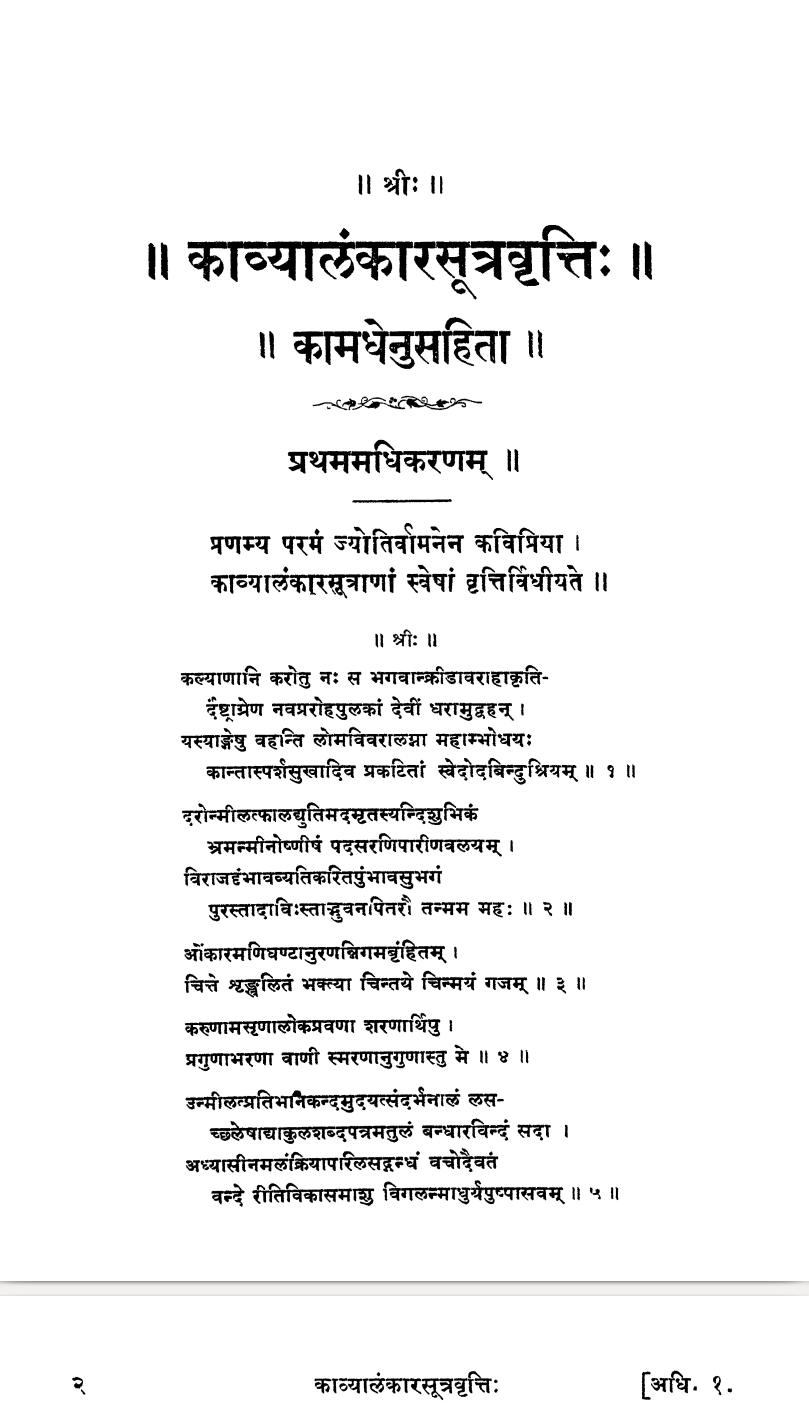 ॥ श्रीः ॥
॥ काव्यालंकारसूत्रवृत्तिः ॥
॥ कामधेनुसहिता ॥
प्रथममधिकरणम् ॥
प्रणम्य परमं ज्योतिर्वामनेन कविप्रिया ।
काव्यालंकारसूत्राणां स्वेषां वृत्तिर्विधीयते ॥
॥ श्रीः ॥
कल्याणानि करोतु नः स भगवान्क्रीडावराहाकृति-
र्दंष्ट्राग्रेण नवप्ररोहपुलकां देवीं धरामुद्वहन् ।
यस्याङ्गेषु वहन्ति लोमविवरालग्ना महाम्भोधयः
कान्तास्पर्शसुखादिव प्रकटितां स्वेदोदबिन्दुश्रियम् ॥ १ ॥
दरोन्मीलत्फालद्युतिमदमृतस्यन्दिशुभिकं
भ्रमन्मीनोष्णीषं पदसरणिपारीणवलयम् ।
विराजद्दंभावव्यतिकरितपुंभावसुभगं
पुरस्तादाविःस्ताद्भुवनपितरौ तन्मम महः ॥ २ ॥
ओंकारमणिघण्टानुरणन्निगमबृंहितम् ।
चित्ते शृङ्खलितं भक्त्या चिन्तये चिन्मयं गजम् ॥ ३ ॥
करुणामसृणालोकप्रवणा शरणार्थिषु ।
प्रगुणाभरणा वाणी स्मरणानुगुणास्तु मे ॥ ४ ॥
उन्मीलत्प्रतिभानिकन्दमुदयत्संदर्भनालं लस-
च्छ्लेषाद्याकुलशब्दपत्रमतुलं बन्धारविन्दं सदा ।
अध्यासीनमलंक्रियापरिलसद्गन्धं वचोदैवतं
वन्दे रीतिविकासमाशु विगलन्माधुर्यपुष्पासवम् ॥ ५ ॥
२ काव्यालंकारसूत्रवृत्तिः [अधि. १.